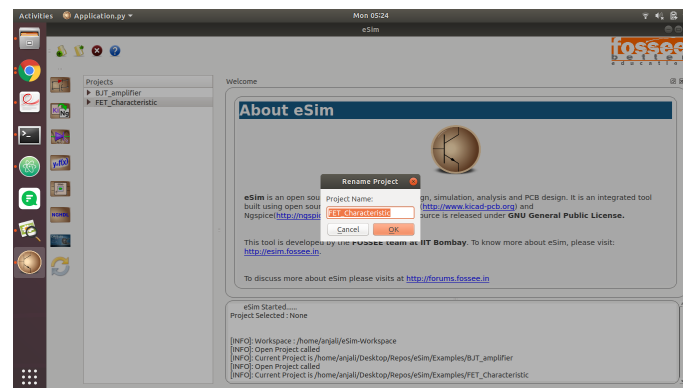 Activities
Application.py
Mon 05:24
eSim
fossee
Projects
BJT_amplifier
FET_Characteristic
Welcome
About eSim
Rename Project
Project Name:
FET_Characteristic
Cancel
OK
eSim is an open sou
gn, simulation, analysis and PCB design. It is an integrated tool
built using open sour
(http://www.kicad-pcb.org) and
Ngspice(http://ngspic
ource is released under GNU General Public License.
This tool is developed by the FOSSEE team at IIT Bombay. To know more about eSim, please visit:
http://esim.fossee.in.
To discuss more about eSim please visits at http://forums.fossee.in
eSim Started......
Project Selected : None
[INFO]: Workspace : /home/anjali/eSim-Workspace
[INFO]: Open Project called
[INFO]: Current Project is /home/anjali/Desktop/Repos/eSim/Examples/BJT_amplifier
[INFO]: Open Project called
[INFO]: Current Project is /home/anjali/Desktop/Repos/eSim/Examples/FET_Characteristic